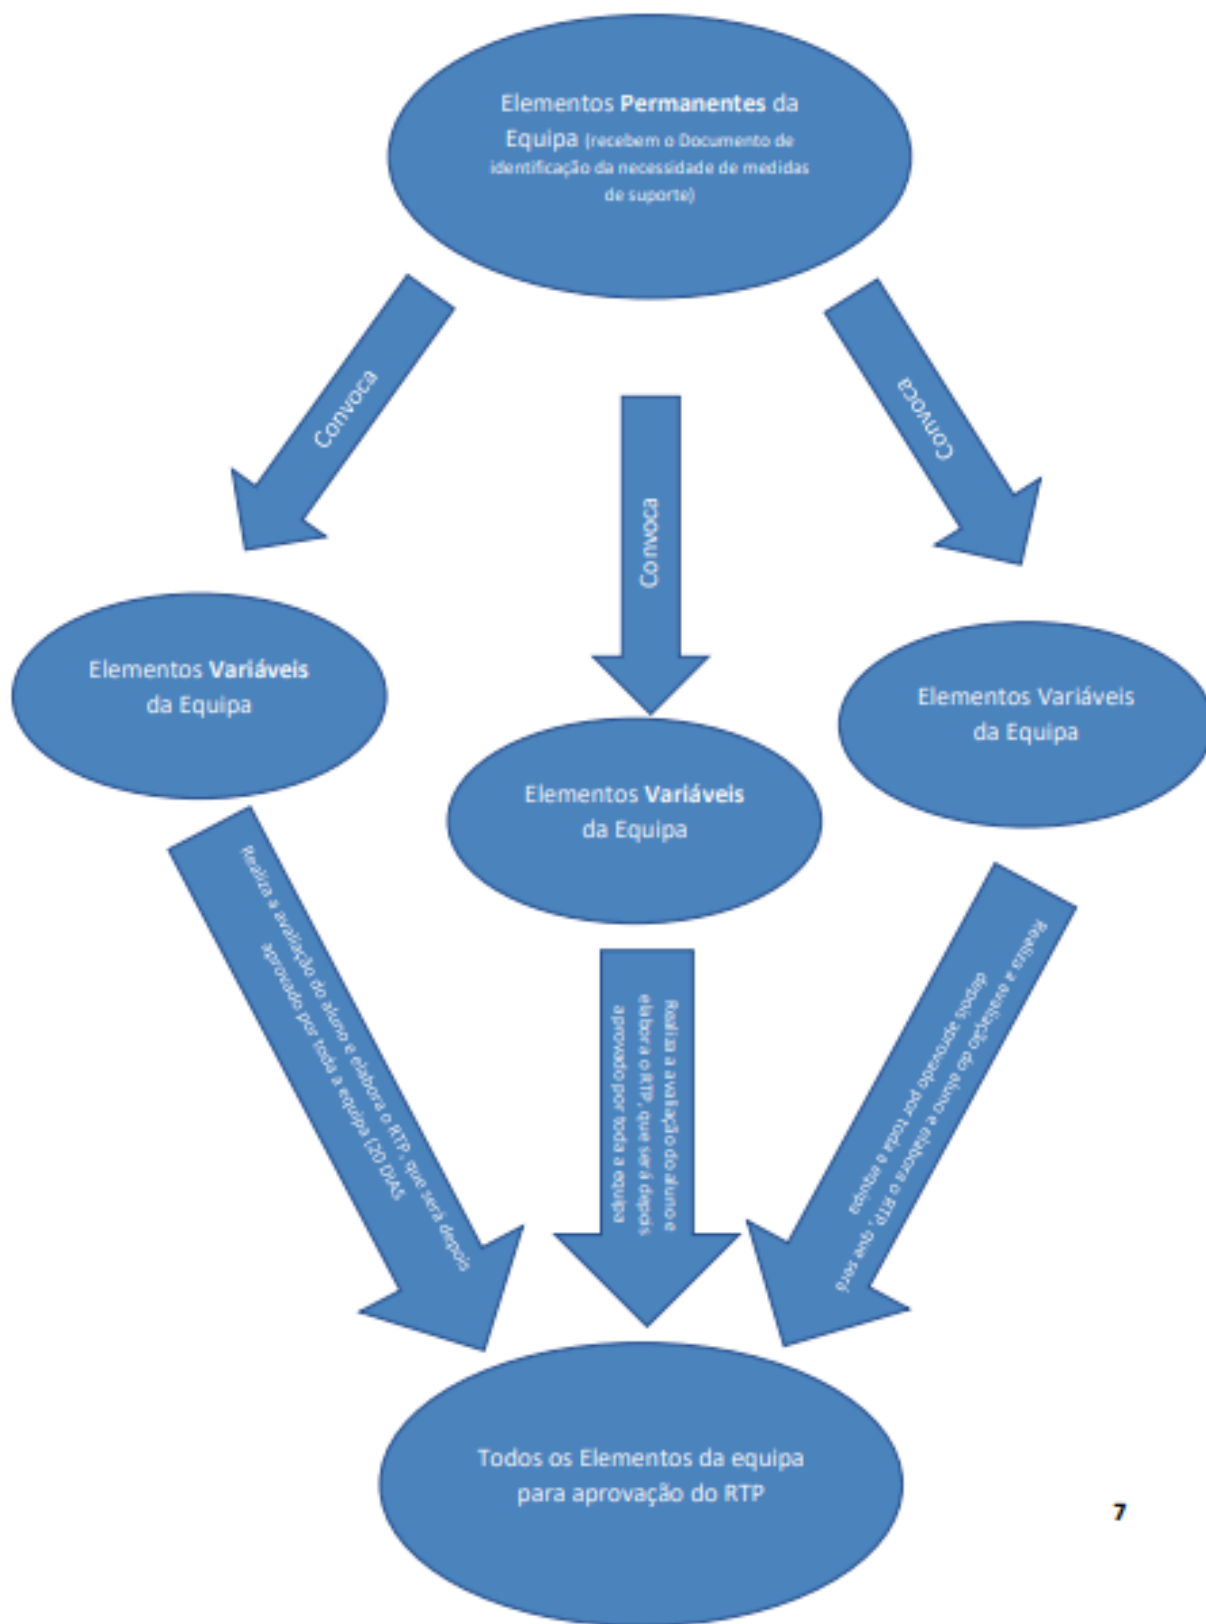 Elementos Permanentes da
Equipa (recebem o Documento de
identificação da necessidade de medidas
de suporte)
Convoca
Convoca
Convoca
Elementos Variáveis
da Equipa
Elementos Variáveis
da Equipa
Elementos Variáveis
da Equipa
Realiza a avaliação do aluno e elabora o RTP, que será depois
aprovado por toda a equipa (20 DIAS
Realiza a avaliação do aluno e
elabora o RTP, que será depois
aprovado por toda a equipa
Realiza a avaliação do aluno e elabora o RTP, que será
depois aprovado por toda a equipa
Todos os Elementos da equipa
para aprovação do RTP
7